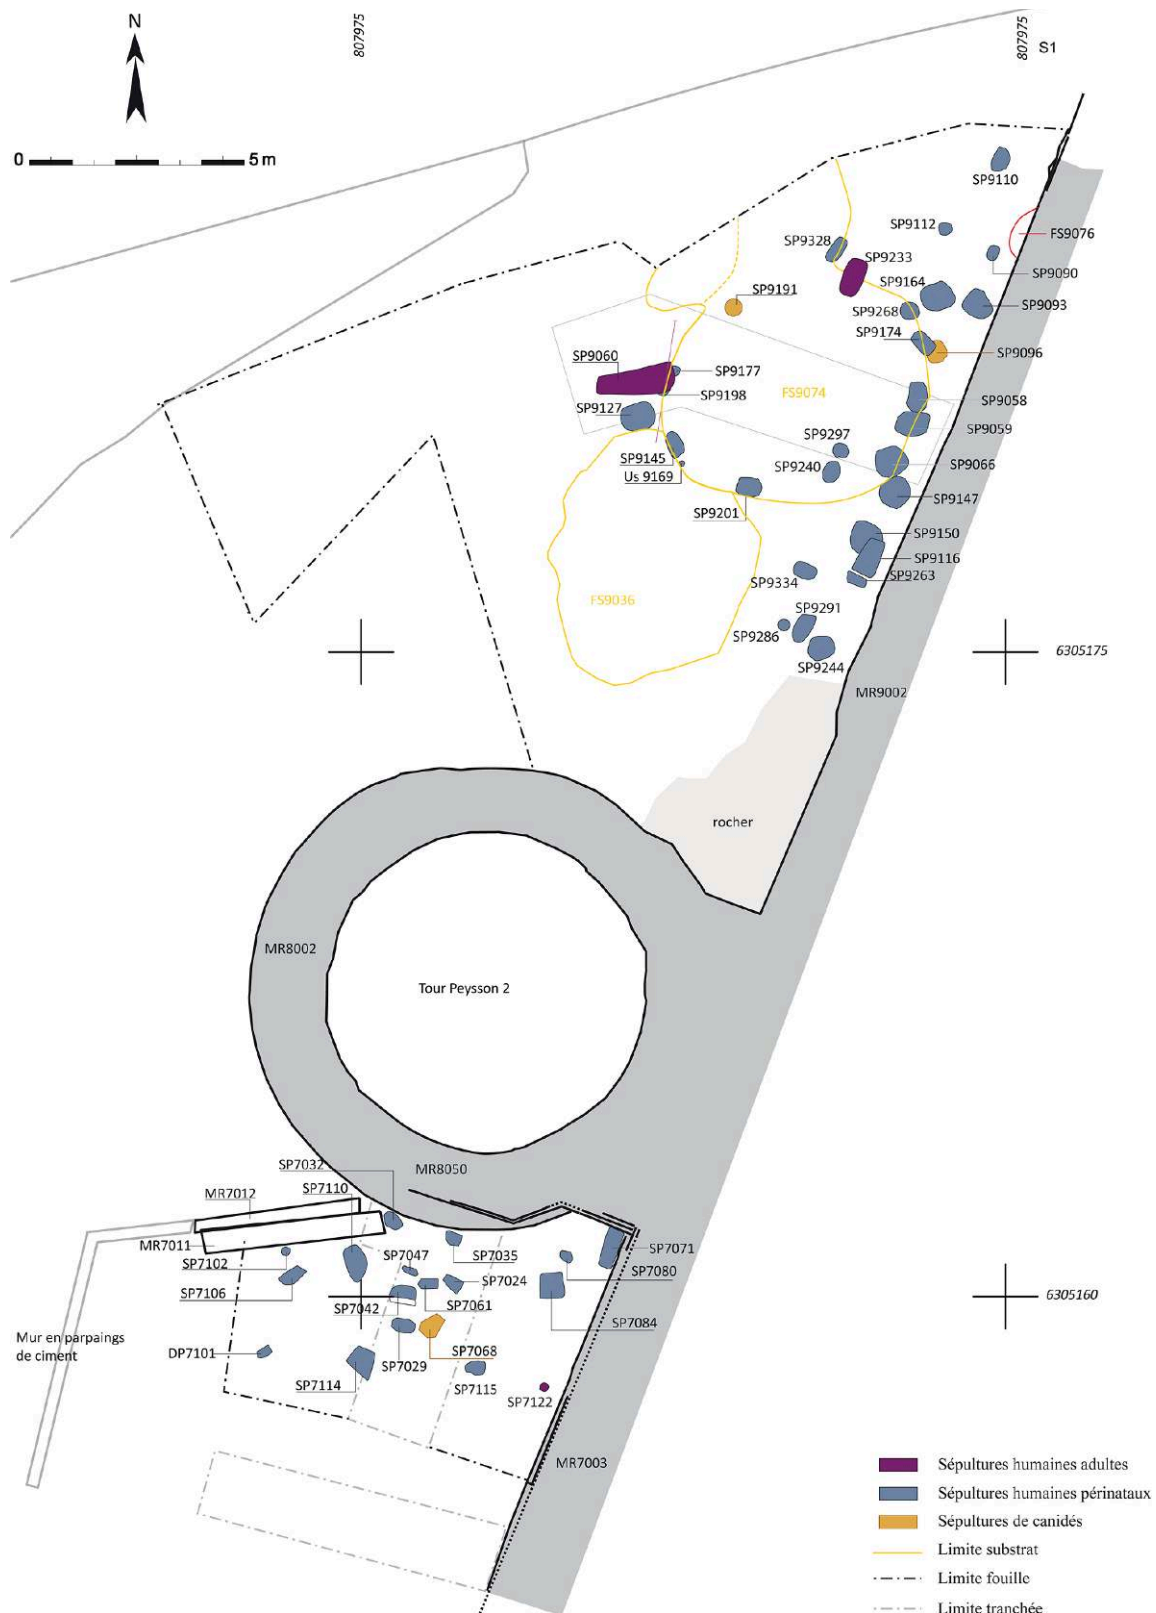 N
807975
807975
S1
0
5 m
SP9110
SP9112
FS9076
SP9328
SP9233
SP9090
SP9191
SP9164
SP9268
SP9093
SP9174
SP9060
SP9177
SP9096
SP9198
FS9074
SP9058
SP9127
SP9059
SP9297
SP9145
SP9240
SP9066
Us 9169
SP9147
SP9201
SP9150
SP9116
SP9263
SP9334
FS9036
SP9291
SP9286
SP9244
6305175
MR9002
rocher
MR8002
Tour Peysson 2
SP7032
MR8050
SP7110
MR7012
MR7011
SP7102
SP7047
SP7035
SP7071
SP7080
SP7106
SP7024
SP7042
SP7061
6305160
SP7084
Mur en parpaings
de ciment
DP7101
SP7068
SP7029
SP7114
SP7115
SP7122
MR7003
Sépultures humaines adultes
Sépultures humaines périnataux
Sépultures de canidés
Limite substrat
Limite fouille
Limite tranchée